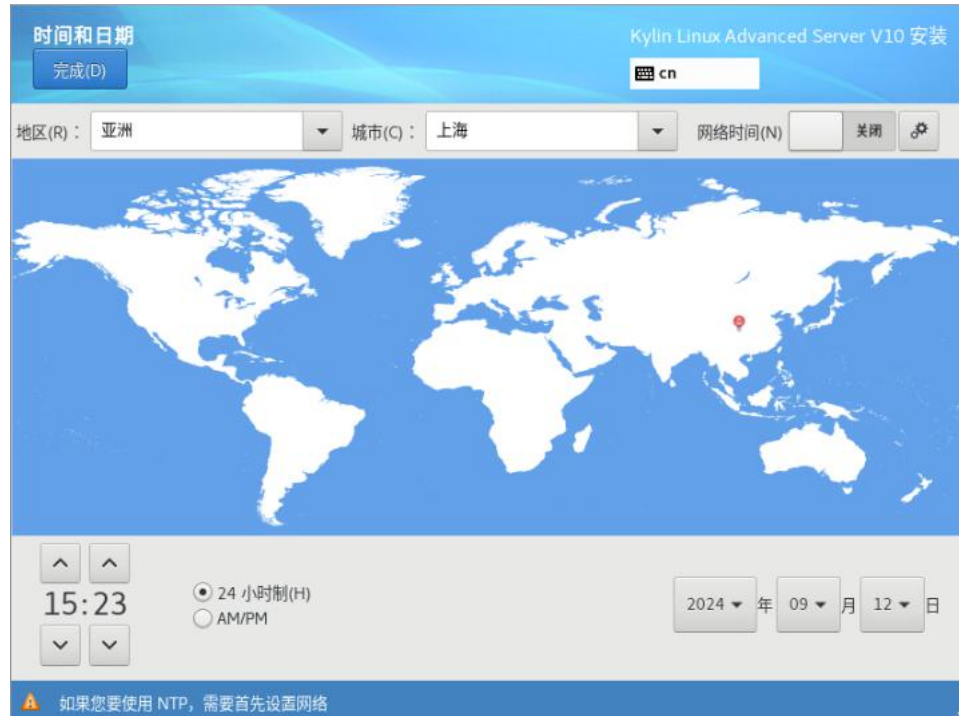 时间和日期
Kylin Linux Advanced Server V10 安装
完成(D)
cn
地区(R)： 亚洲 城市(C)： 上海 网络时间(N) 关闭
15:23
24 小时制(H)
AM/PM
2024 年 09 月 12 日
如果您要使用 NTP，需要首先设置网络